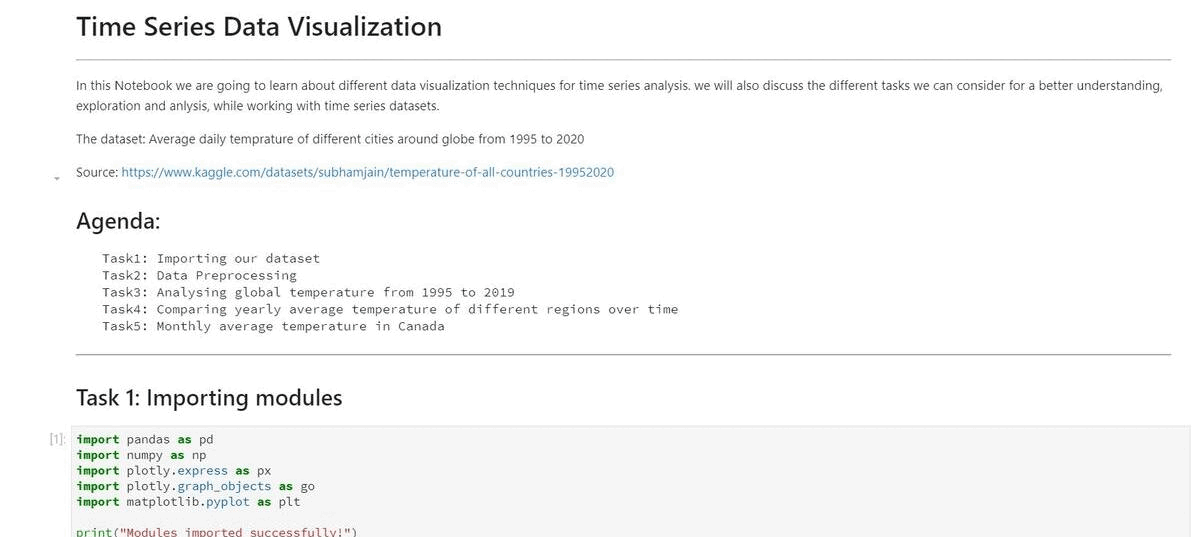 Time Series Data Visualization
In this Notebook we are going to learn about different data visualization techniques for time series analysis. we will also discuss the different tasks we can consider for a better understanding,
exploration and anlysis, while working with time series datasets.
The dataset: Average daily temprature of different cities around globe from 1995 to 2020
Source: https://www.kaggle.com/datasets/subhamjain/temperature-of-all-countries-19952020
Agenda:
Task1: Importing our dataset
Task2: Data Preprocessing
Task3: Analysing global temperature from 1995 to 2019
Task4: Comparing yearly average temperature of different regions over time
Task5: Monthly average temperature in Canada
Task 1: Importing modules
[1]: import pandas as pd
import numpy as np
import plotly.express as px
import plotly.graph_objects as go
import matplotlib.pyplot as plt
print("Modules imported successfully!")